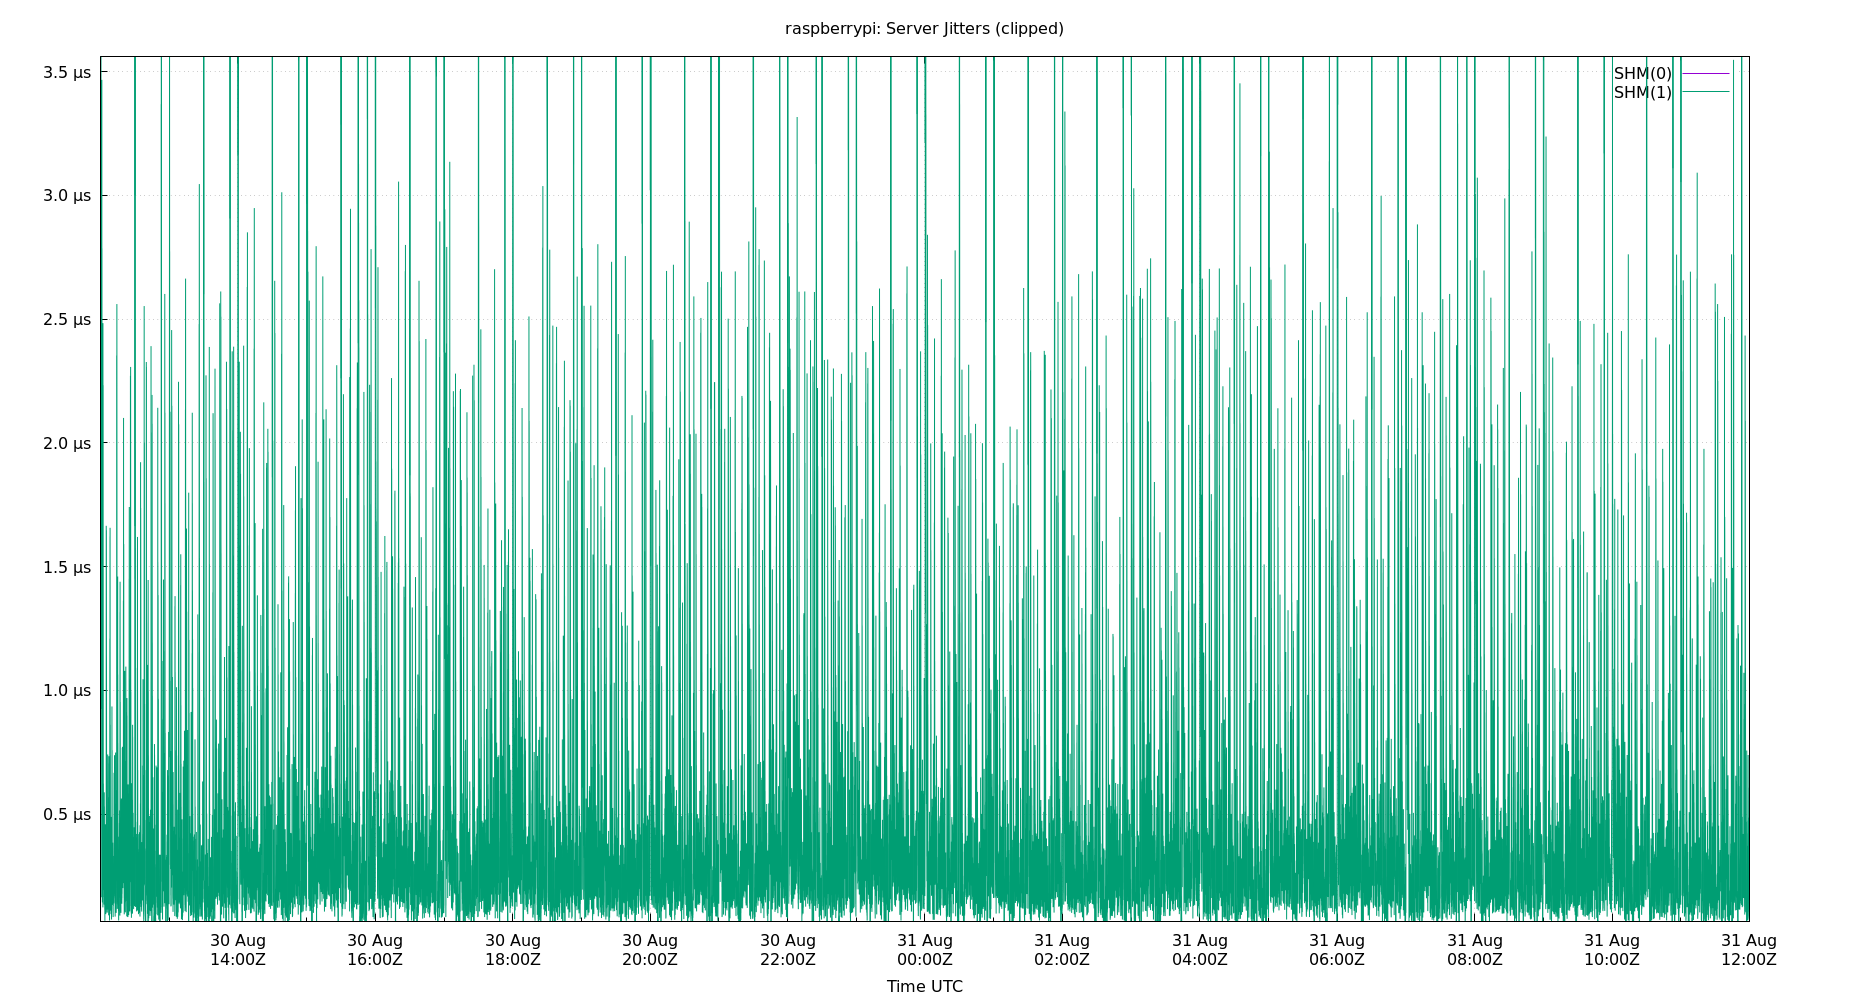 raspberrypi: Server Jitters (clipped)
3.5 µs
3.0 µs
2.5 µs
2.0 µs
1.5 µs
1.0 µs
0.5 µs
SHM(0)
SHM(1)
30 Aug 30 Aug 30 Aug 30 Aug 30 Aug 31 Aug 31 Aug 31 Aug 31 Aug 31 Aug 31 Aug 31 Aug
14:00Z 16:00Z 18:00Z 20:00Z 22:00Z 00:00Z 02:00Z 04:00Z 06:00Z 08:00Z 10:00Z 12:00Z
Time UTC